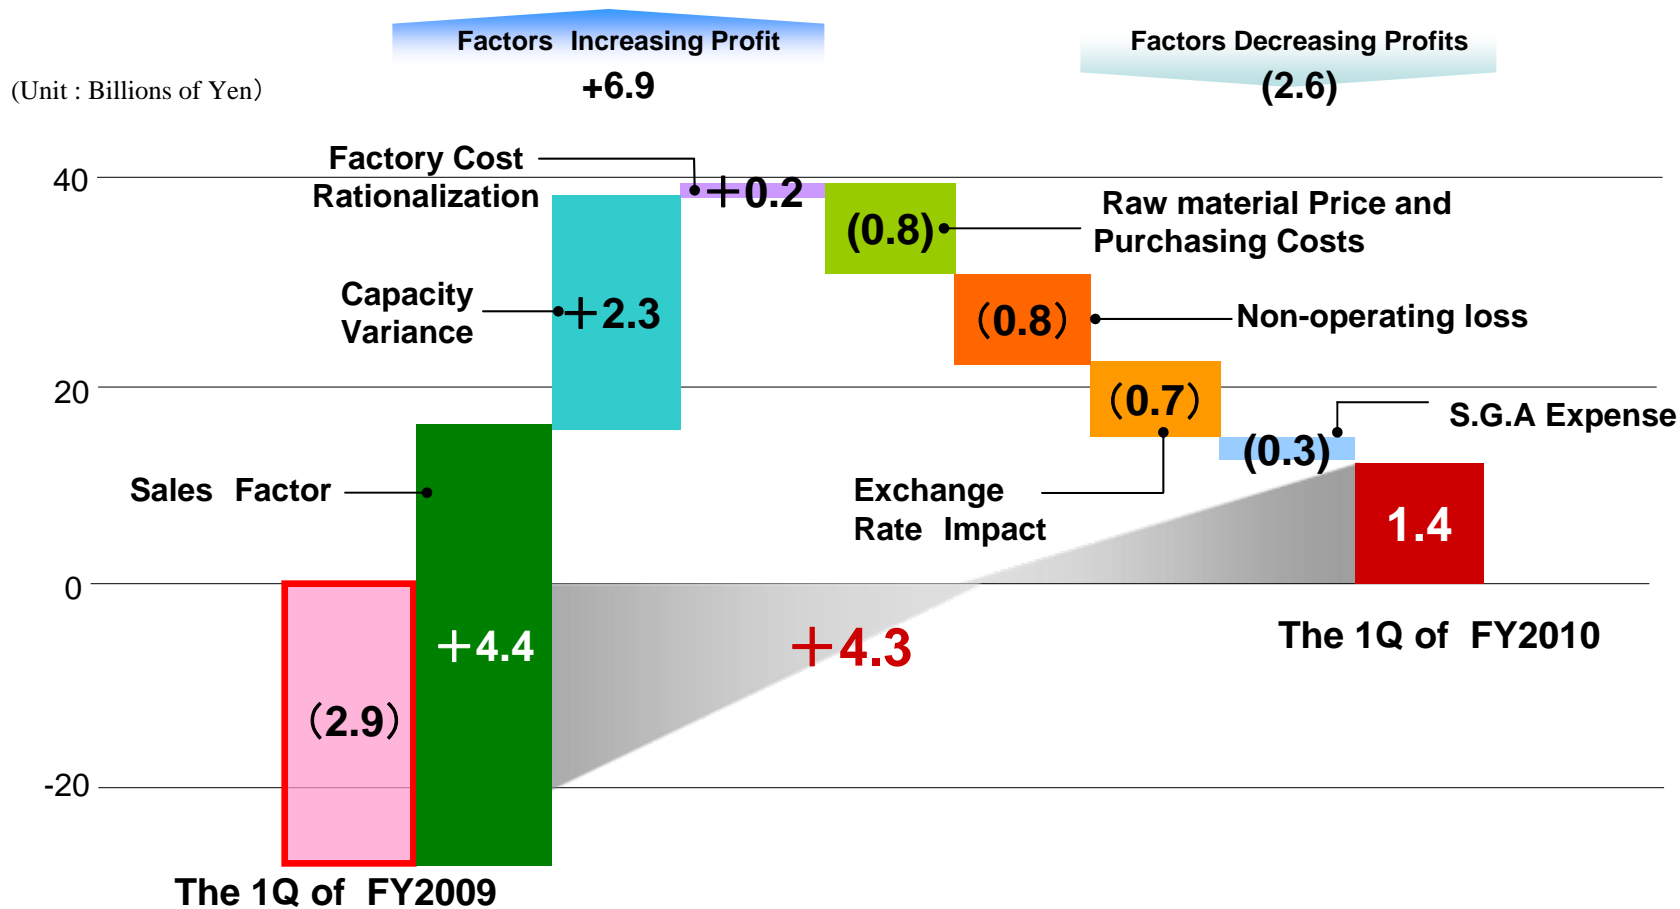 Factors Increasing Profit
+6.9
Factors Decreasing Profits
(2.6)
(Unit : Billions of Yen）
40
20
0
-20
Factory Cost
Rationalization
＋0.2
Capacity
Variance
＋2.3
Sales Factor
＋4.4
（2.9）
The 1Q of FY2009
(0.8)
Raw material Price and
Purchasing Costs
（0.8）
Non-operating loss
（0.7）
Exchange
Rate Impact
(0.3)
S.G.A Expense
＋4.3
1.4
The 1Q of FY2010